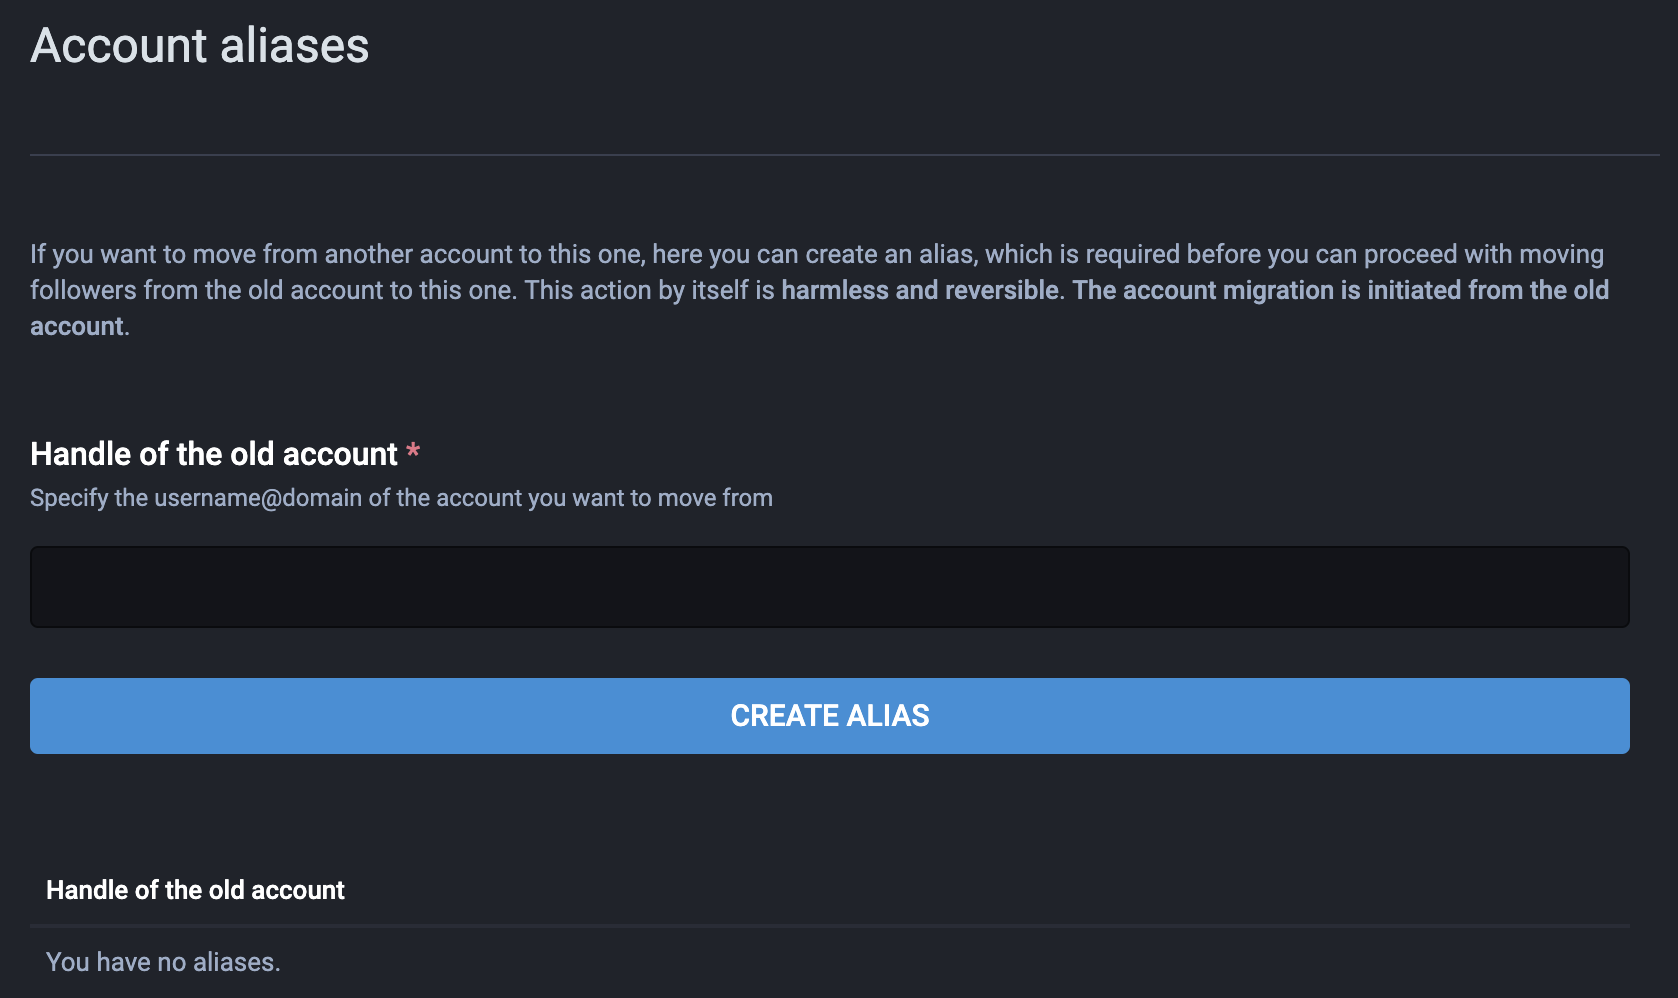 Account aliases
If you want to move from another account to this one, here you can create an alias, which is required before you can proceed with moving
followers from the old account to this one. This action by itself is harmless and reversible. The account migration is initiated from the old
account.
Handle of the old account *
Specify the username@domain of the account you want to move from
CREATE ALIAS
Handle of the old account
You have no aliases.